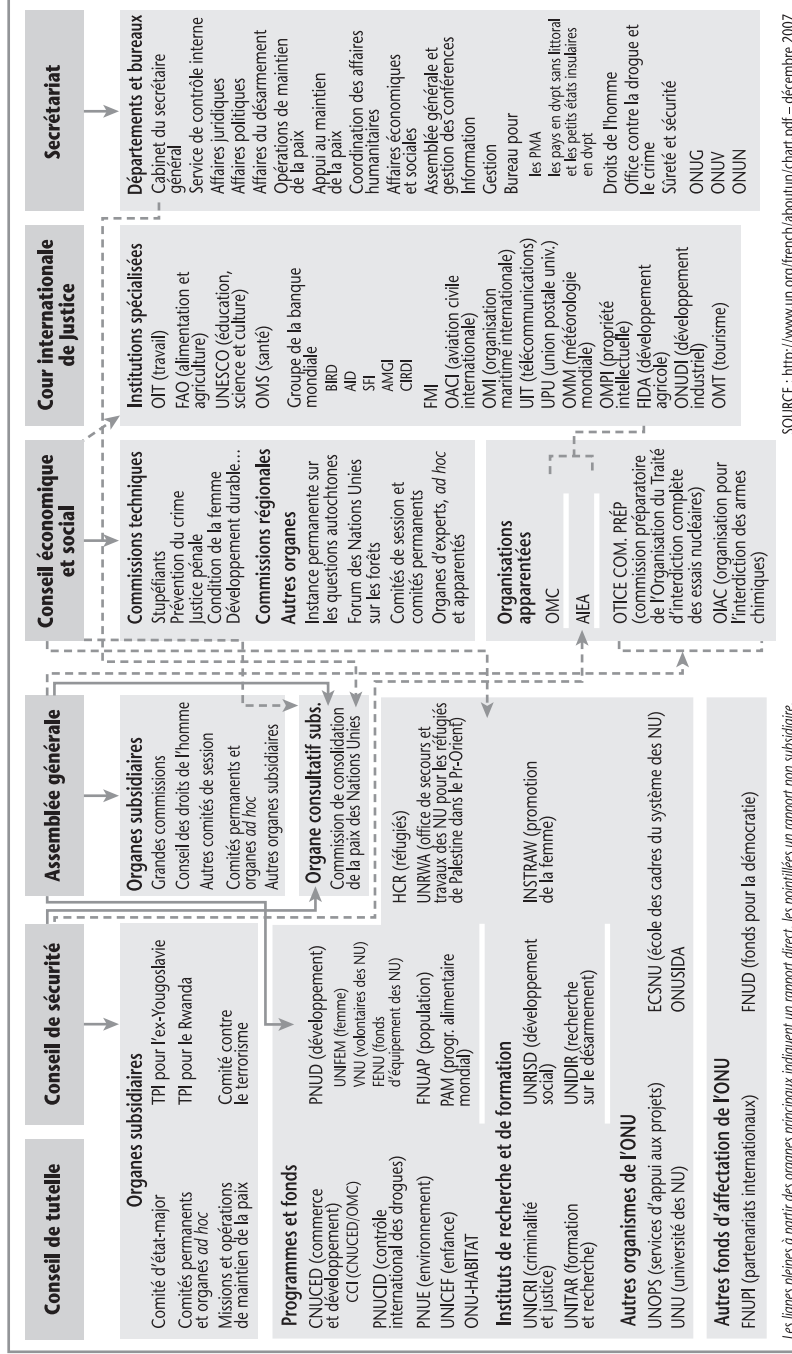 Conseil de tutelle
Conseil de sécurité
Assemblée générale
Conseil économique
et social
Cour internationale
de Justice
Secrétariat
Organes subsidiaires
Comité d'état-major
Comités permanents
et organes ad hoc
Missions et opérations
de maintien de la paix
TPI pour l'ex-Yougoslavie
TPI pour le Rwanda
Comité contre
le terrorisme
Organes subsidiaires
Grandes commissions
Conseil des droits de l'homme
Autres comités de session
Comités permanents et
organes ad hoc
Autres organes subsidiaires
Organe consultatif subs.
Commission de consolidation
de la paix des Nations Unies
Programmes et fonds
CNUCED (commerce
et développement)
CCI (CNUCED/OMC)
PNUCID (contrôle
international des drogues)
PNUE (environnement)
UNICEF (enfance)
ONU-HABITAT
PNUD (développement)
UNIFEM (femme)
VNU (volontaires des NU)
FENU (fonds
d'équipement des NU)
FNUAP (population)
PAM (progr. alimentaire
mondial)
HCR (réfugiés)
UNRWA (office de secours et
travaux des NU pour les réfugiés
de Palestine dans le Pr-Orient)
Instituts de recherche et de formation
UNICRI (criminalité
et justice)
UNITAR (formation
et recherche)
UNRISD (développement
social)
UNIDIR (recherche
sur le désarmement)
INSTRAW (promotion
de la femme)
Autres organismes de l'ONU
UNOPS (services d'appui aux projets)
UNU (université des NU)
ECSNU (école des cadres du système des NU)
ONUSIDA
Autres fonds d'affectation de l'ONU
FNUPI (partenariats internationaux)
FNUD (fonds pour la démocratie)
Commissions techniques
Stupéfiants
Prévention du crime
Justice pénale
Condition de la femme
Développement durable...
Commissions régionales
Autres organes
Instance permanente sur
les questions autochtones
Forum des Nations Unies
sur les forêts
Comités de session et
comités permanents
Organes d'experts, ad hoc
et apparentés
Organisations
apparentées
OMC
AIEA
OTICE COM. PRÉP
(commission préparatoire
de l'Organisation du Traité
d'interdiction complète
des essais nucléaires)
OIAC (organisation pour
l'interdiction des armes
chimiques)
Institutions spécialisées
OIT (travail)
FAO (alimentation et
agriculture)
UNESCO (éducation,
science et culture)
OMS (santé)
Groupe de la banque
mondiale
BIRD
AID
SFI
AMGI
CIRDI
FMI
OACI (aviation civile
internationale)
OMI (organisation
maritime internationale)
UIT (télécommunications)
UPU (union postale univ.)
OMM (météorologie
mondiale)
OMPI (propriété
intellectuelle)
FIDA (développement
agricole)
ONUDI (développement
industriel)
OMT (tourisme)
Départements et bureaux
Cabinet du secrétaire
général
Service de contrôle interne
Affaires juridiques
Affaires politiques
Affaires du désarmement
Opérations de maintien
de la paix
Appui au maintien
de la paix
Coordination des affaires
humanitaires
Affaires économiques
et sociales
Assemblée générale et
gestion des conférences
Information
Gestion
Bureau pour
les PMA
les pays en dvpt sans littoral
et les petits états insulaires
en dvpt
Droits de l'homme
Office contre la drogue et
le crime
Sûreté et sécurité
ONUG
ONUV
ONUN
Les lignes pleines à partir des organes principaux indiquent un rapport direct, les pointillées un rapport non subsidiaire
SOURCE : http://www.un.org/french/aboutun/chart.pdf – décembre 2007